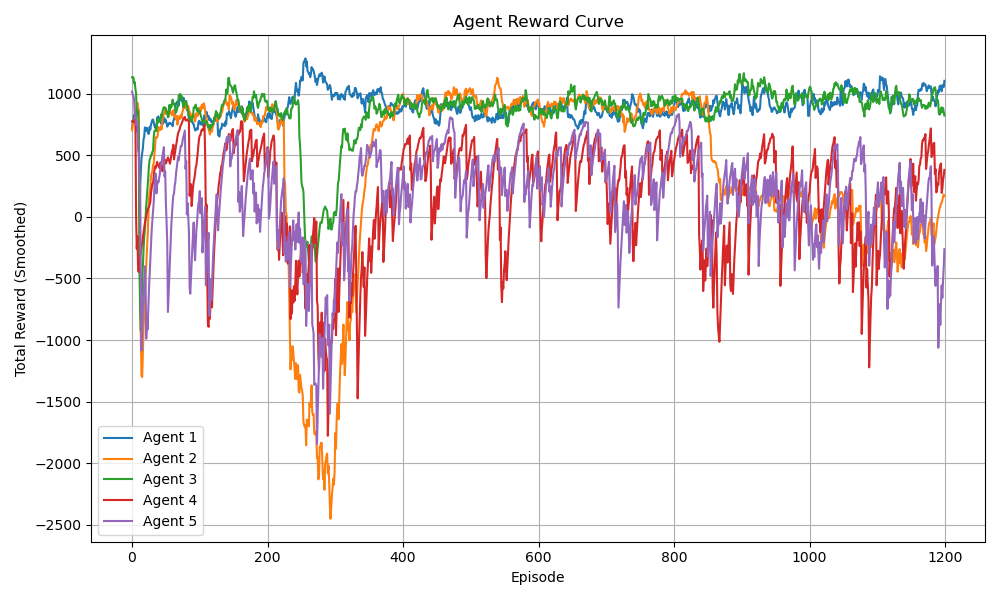 Agent Reward Curve
Total Reward (Smoothed)
1000
500
0
−500
−1000
−1500
−2000
−2500
Agent 1
Agent 2
Agent 3
Agent 4
Agent 5
0 200 400 600 800 1000 1200
Episode